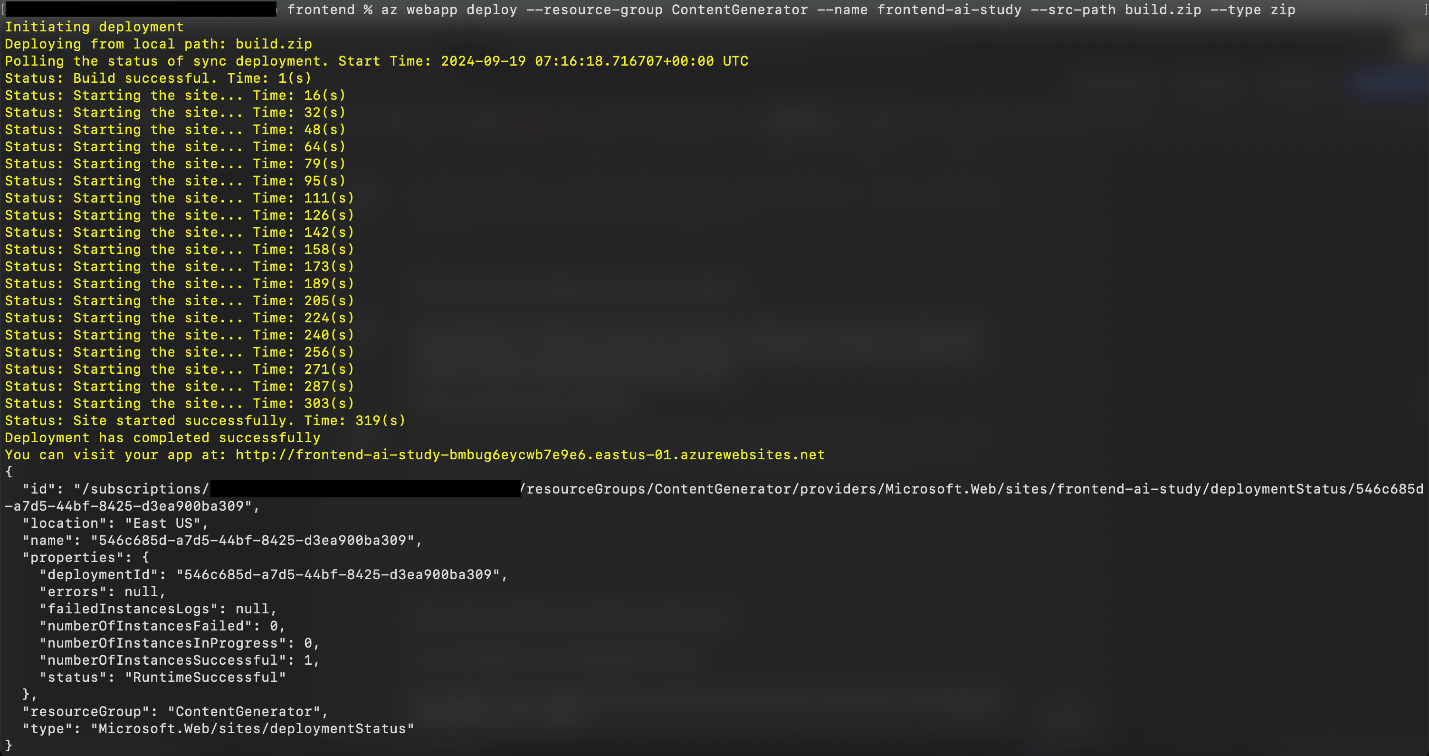 [ frontend % az webapp deploy --resource-group ContentGenerator --name frontend-ai-study --src-path build.zip --type zip ]
Initiating deployment
Deploying from local path: build.zip
Polling the status of sync deployment. Start Time: 2024-09-19 07:16:18.716707+00:00 UTC
Status: Build successful. Time: 1(s)
Status: Starting the site... Time: 16(s)
Status: Starting the site... Time: 32(s)
Status: Starting the site... Time: 48(s)
Status: Starting the site... Time: 64(s)
Status: Starting the site... Time: 79(s)
Status: Starting the site... Time: 95(s)
Status: Starting the site... Time: 111(s)
Status: Starting the site... Time: 126(s)
Status: Starting the site... Time: 142(s)
Status: Starting the site... Time: 158(s)
Status: Starting the site... Time: 173(s)
Status: Starting the site... Time: 189(s)
Status: Starting the site... Time: 205(s)
Status: Starting the site... Time: 224(s)
Status: Starting the site... Time: 240(s)
Status: Starting the site... Time: 256(s)
Status: Starting the site... Time: 271(s)
Status: Starting the site... Time: 287(s)
Status: Starting the site... Time: 303(s)
Status: Site started successfully. Time: 319(s)
Deployment has completed successfully
You can visit your app at: http://frontend-ai-study-bmbug6eycwb7e9e6.eastus-01.azurewebsites.net
{
  "id": "/subscriptions/ /resourceGroups/ContentGenerator/providers/Microsoft.Web/sites/frontend-ai-study/deploymentStatus/546c685d
-a7d5-44bf-8425-d3ea900ba309",
  "location": "East US",
  "name": "546c685d-a7d5-44bf-8425-d3ea900ba309",
  "properties": {
    "deploymentId": "546c685d-a7d5-44bf-8425-d3ea900ba309",
    "errors": null,
    "failedInstancesLogs": null,
    "numberOfInstancesFailed": 0,
    "numberOfInstancesInProgress": 0,
    "numberOfInstancesSuccessful": 1,
    "status": "RuntimeSuccessful"
  },
  "resourceGroup": "ContentGenerator",
  "type": "Microsoft.Web/sites/deploymentStatus"
}